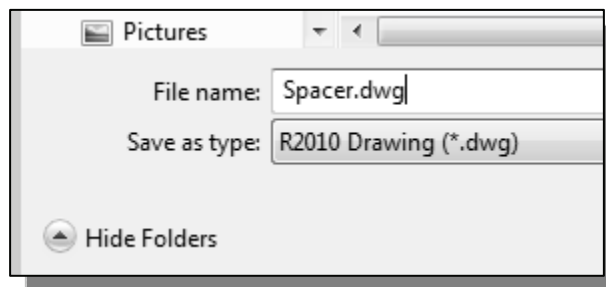 Pictures
File name: Spacer.dwg
Save as type: R2010 Drawing (*.dwg)
Hide Folders